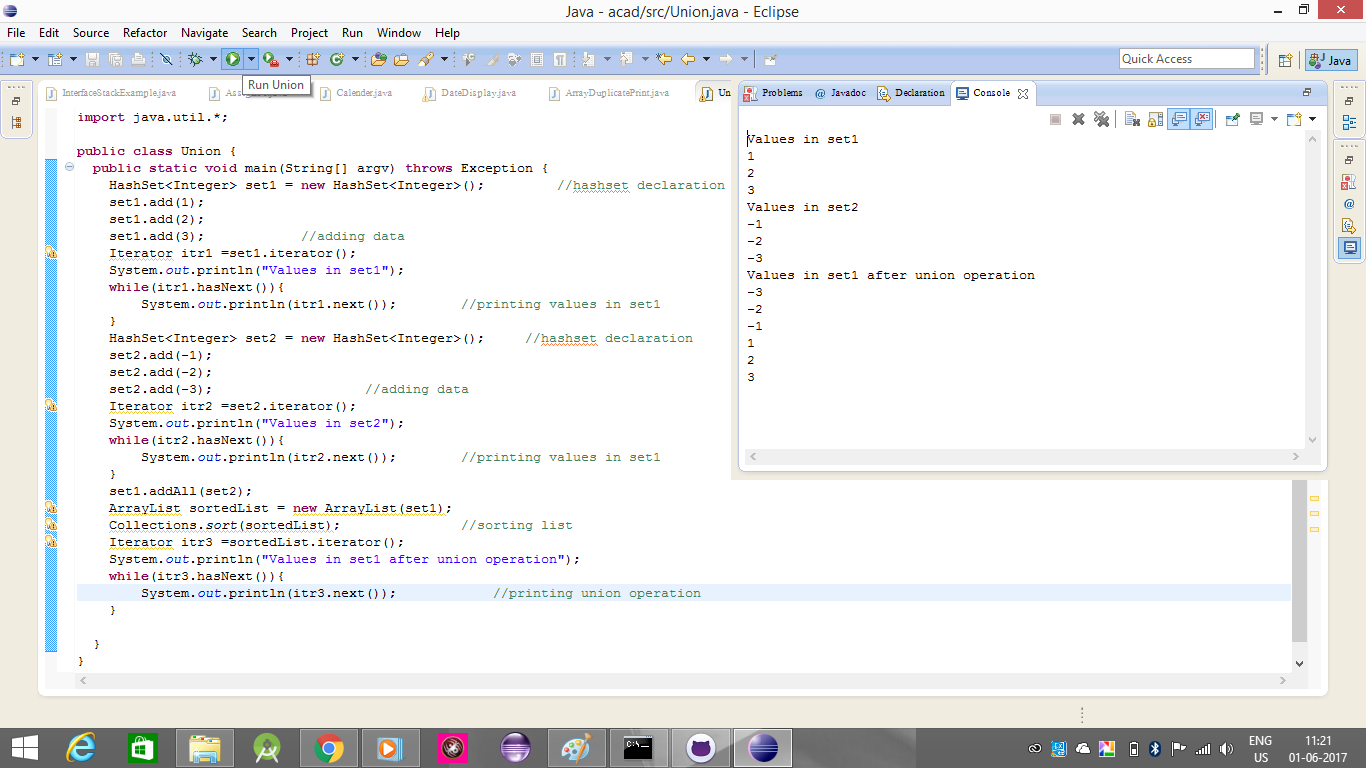 Java - acad/src/Union.java - Eclipse
File Edit Source Refactor Navigate Search Project Run Window Help
Quick Access
Java
Run Union
InterfaceStackExample.java
Calender.java
DateDisplay.java
ArrayDuplicatePrint.java
Un
import java.util.*;
public class Union {
public static void main(String[] argv) throws Exception {
HashSet<Integer> set1 = new HashSet<Integer>(); //hashset declaration
set1.add(1);
set1.add(2);
set1.add(3); //adding data
Iterator itr1 =set1.iterator();
System.out.println("Values in set1");
while(itr1.hasNext()){
System.out.println(itr1.next()); //printing values in set1
}
HashSet<Integer> set2 = new HashSet<Integer>(); //hashset declaration
set2.add(-1);
set2.add(-2);
set2.add(-3); //adding data
Iterator itr2 =set2.iterator();
System.out.println("Values in set2");
while(itr2.hasNext()){
System.out.println(itr2.next()); //printing values in set1
}
set1.addAll(set2);
ArrayList sortedList = new ArrayList(set1);
Collections.sort(sortedList); //sorting list
Iterator itr3 =sortedList.iterator();
System.out.println("Values in set1 after union operation");
while(itr3.hasNext()){
System.out.println(itr3.next()); //printing union operation
}
}
}
Problems @ Javadoc Declaration Console
Values in set1
1
2
3
Values in set2
-1
-2
-3
Values in set1 after union operation
-3
-2
-1
1
2
3
ENG
US
11:21
01-06-2017